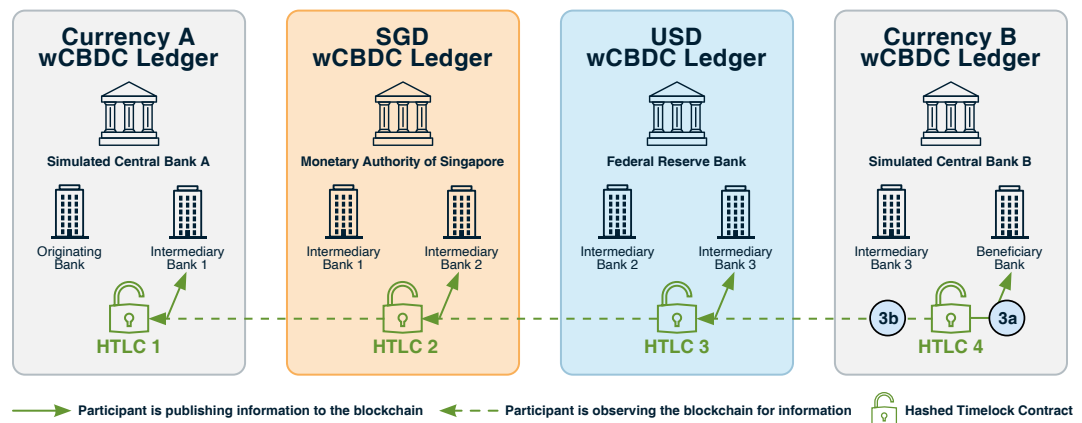 Currency A
wCBDC Ledger
Simulated Central Bank A
Originating
Bank
Intermediary
Bank 1
HTLC 1
SGD
wCBDC Ledger
Monetary Authority of Singapore
Intermediary
Bank 1
Intermediary
Bank 2
HTLC 2
USD
wCBDC Ledger
Federal Reserve Bank
Intermediary
Bank 2
Intermediary
Bank 3
HTLC 3
Currency B
wCBDC Ledger
Simulated Central Bank B
Intermediary
Bank 3
Beneficiary
Bank
3b
3a
HTLC 4
Participant is publishing information to the blockchain
Participant is observing the blockchain for information
Hashed Timelock Contract